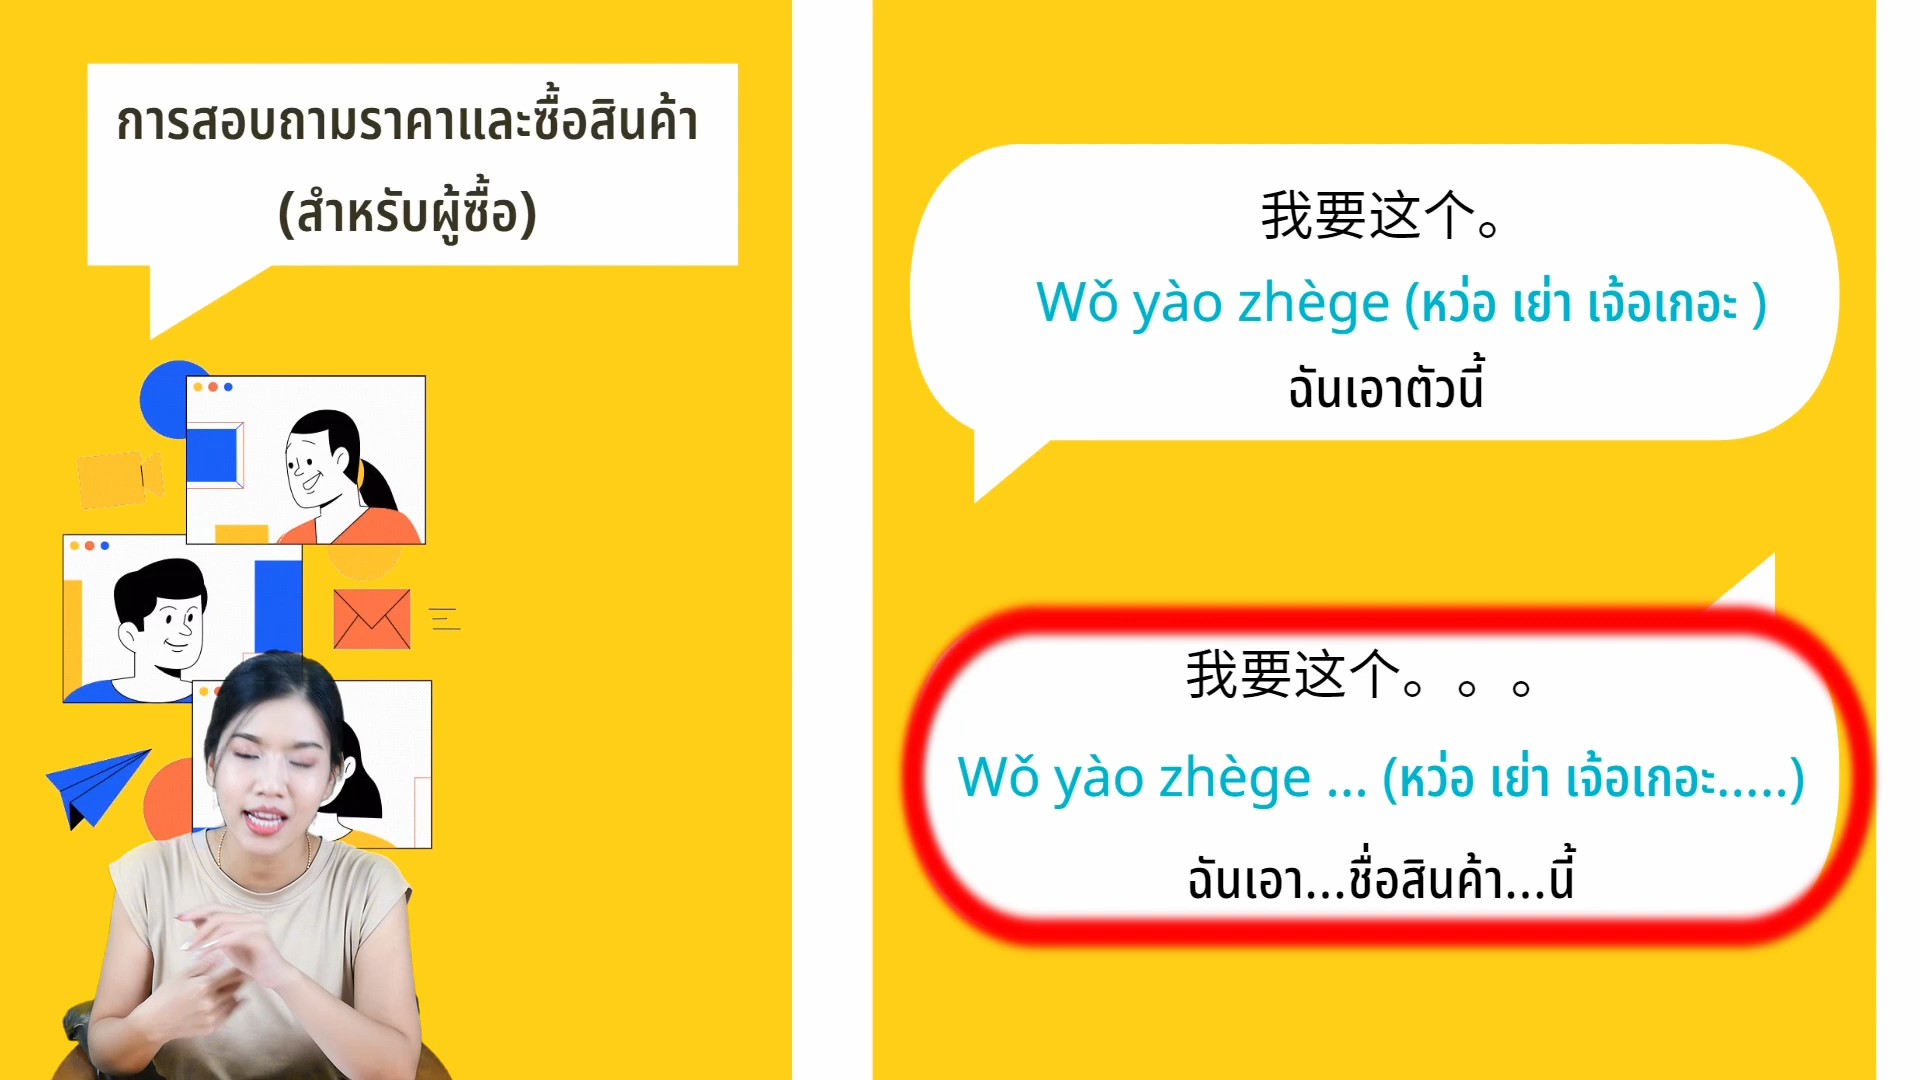 การสอบถามราคาและซื้อสินค้า
(สำหรับผู้ซื้อ)
我要这个。
Wǒ yào zhège (หว่อ เย่า เจ้อเกอะ )
ฉันเอาตัวนี้
我要这个。。。
Wǒ yào zhège ... (หว่อ เย่า เจ้อเกอะ.....)
ฉันเอา...ชื่อสินค้า...นี้